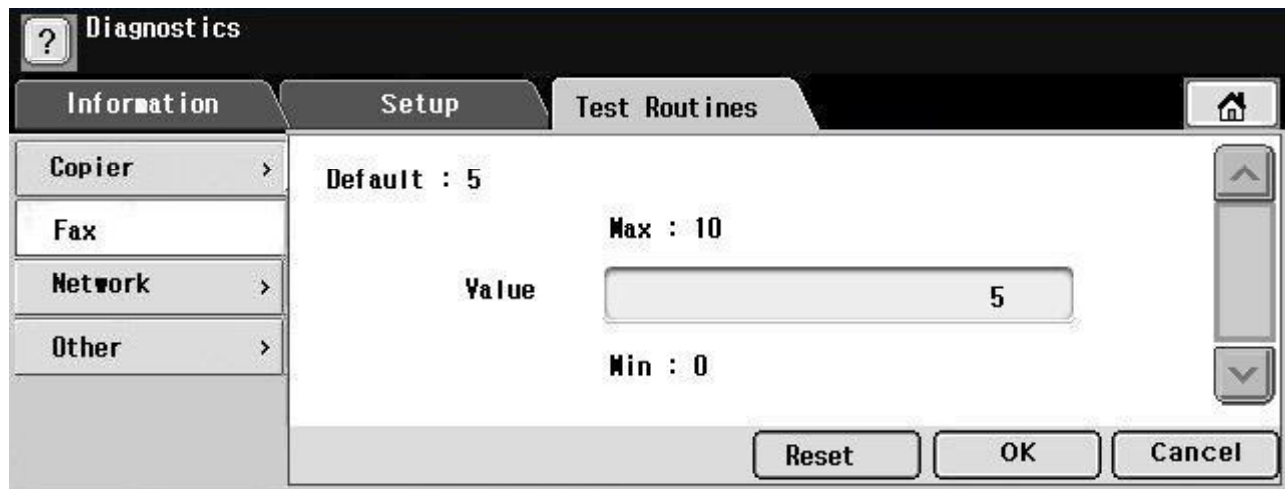 ? Diagnostics
Information Setup Test Routines
Copier >
Fax
Network >
Other >
Default : 5
Max : 10
Value 5
Min : 0
Reset OK Cancel